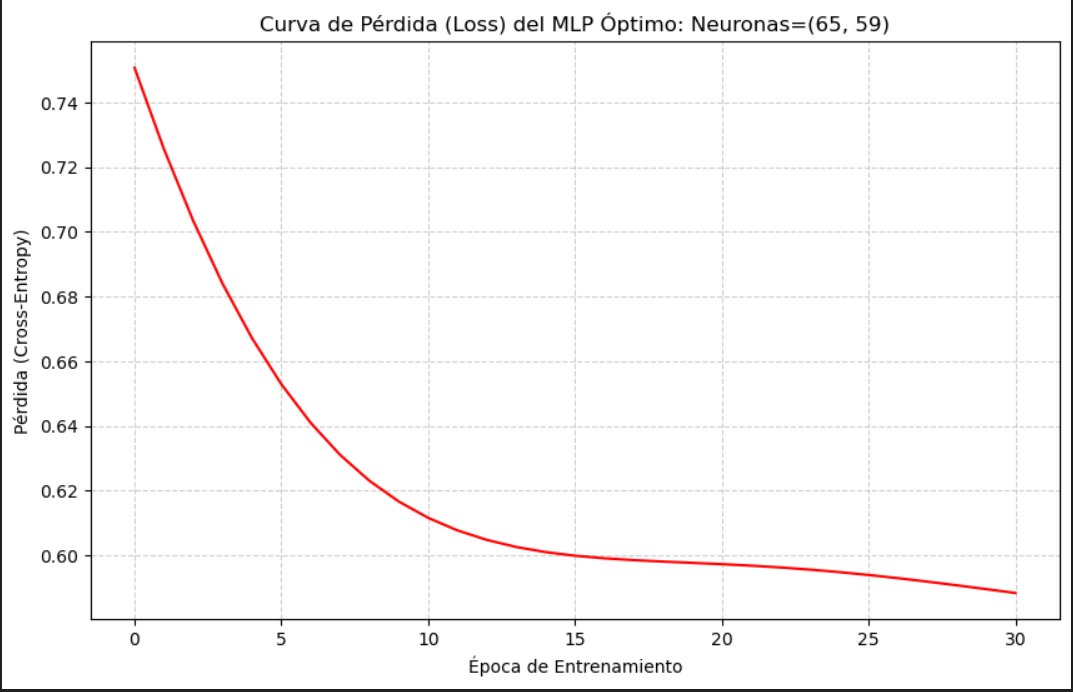 Curva de Pérdida (Loss) del MLP Óptimo: Neuronas=(65, 59)
Pérdida (Cross-Entropy)
0.74
0.72
0.70
0.68
0.66
0.64
0.62
0.60
0 5 10 15 20 25 30
Época de Entrenamiento